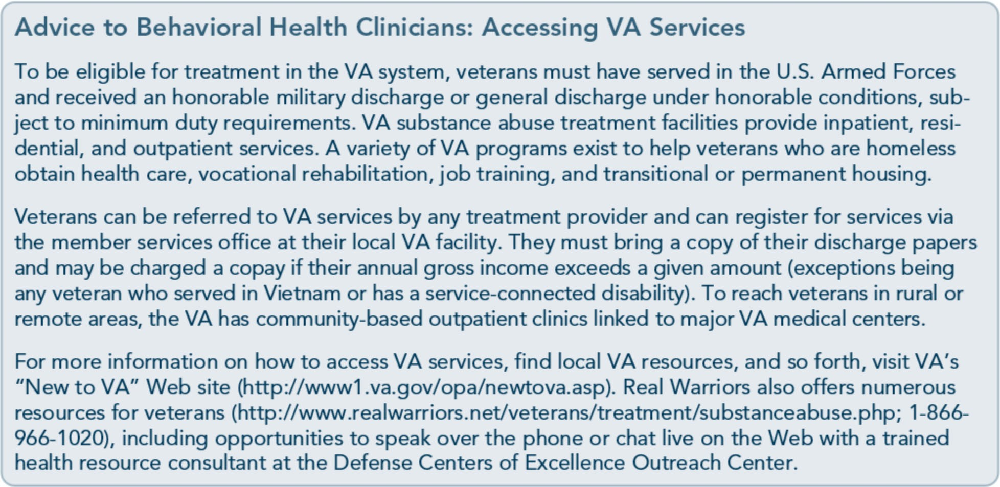 Advice to Behavioral Health Clinicians: Accessing VA Services
To be eligible for treatment in the VA system, veterans must have served in the U.S. Armed Forces
and received an honorable military discharge or general discharge under honorable conditions, sub-
ject to minimum duty requirements. VA substance abuse treatment facilities provide inpatient, resi-
dential, and outpatient services. A variety of VA programs exist to help veterans who are homeless
obtain health care, vocational rehabilitation, job training, and transitional or permanent housing.
Veterans can be referred to VA services by any treatment provider and can register for services via
the member services office at their local VA facility. They must bring a copy of their discharge papers
and may be charged a copay if their annual gross income exceeds a given amount (exceptions being
any veteran who served in Vietnam or has a service-connected disability). To reach veterans in rural or
remote areas, the VA has community-based outpatient clinics linked to major VA medical centers.
For more information on how to access VA services, find local VA resources, and so forth, visit VA’s
“New to VA” Web site (http://www1.va.gov/opa/newtova.asp). Real Warriors also offers numerous
resources for veterans (http://www.realwarriors.net/veterans/treatment/substanceabuse.php; 1-866-
966-1020), including opportunities to speak over the phone or chat live on the Web with a trained
health resource consultant at the Defense Centers of Excellence Outreach Center.